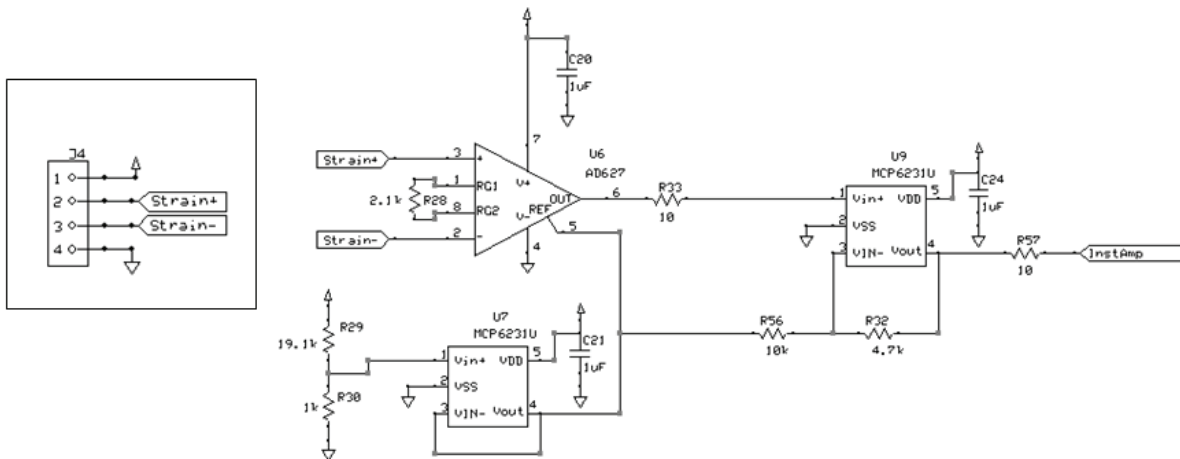 J4
1
2
3
4
Strain+
Strain-
C20
1uF
7
Strain+
3
+
V+
1
RG1
2.1k
R28
8
RG2
Strain-
2
-
V_
REF
OUT
6
5
4
U6
AD627
R33
10
U9
MCP6231U
1
Vin+
VDD
5
2
VSS
3
VIN-
Vout
4
C24
1uF
R57
10
InstAmp
R56
10k
R32
4.7k
R29
19.1k
R30
1k
U7
MCP6231U
1
Vin+
VDD
5
2
VSS
3
VIN-
Vout
4
C21
1uF